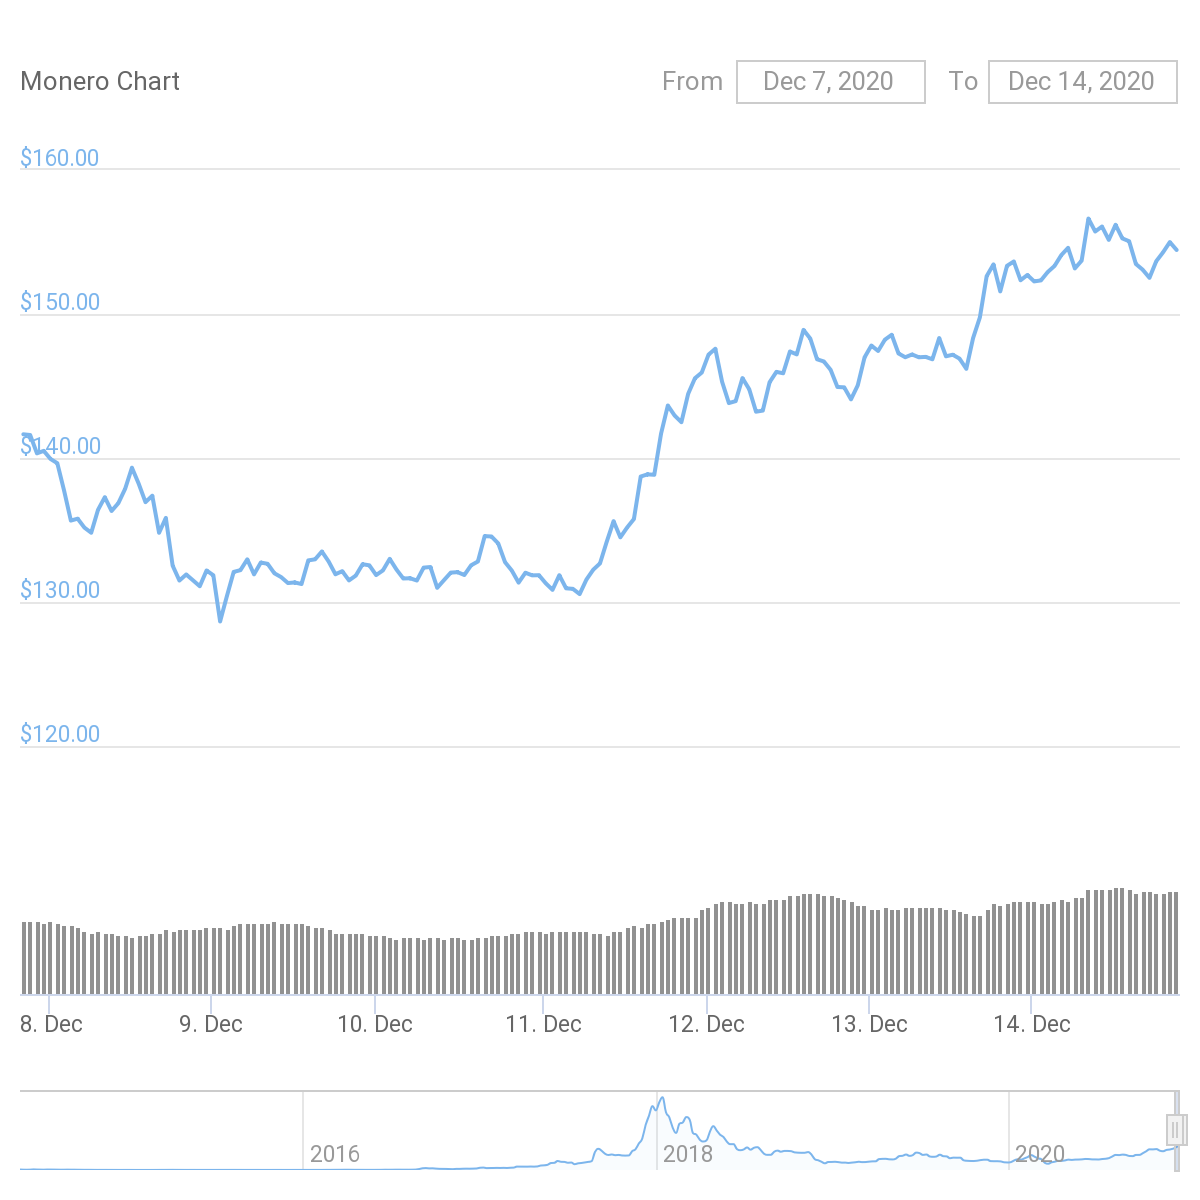 Monero Chart
From Dec 7, 2020 To Dec 14, 2020
$160.00
$150.00
$140.00
$130.00
$120.00
8. Dec 9. Dec 10. Dec 11. Dec 12. Dec 13. Dec 14. Dec
2016 2018 2020